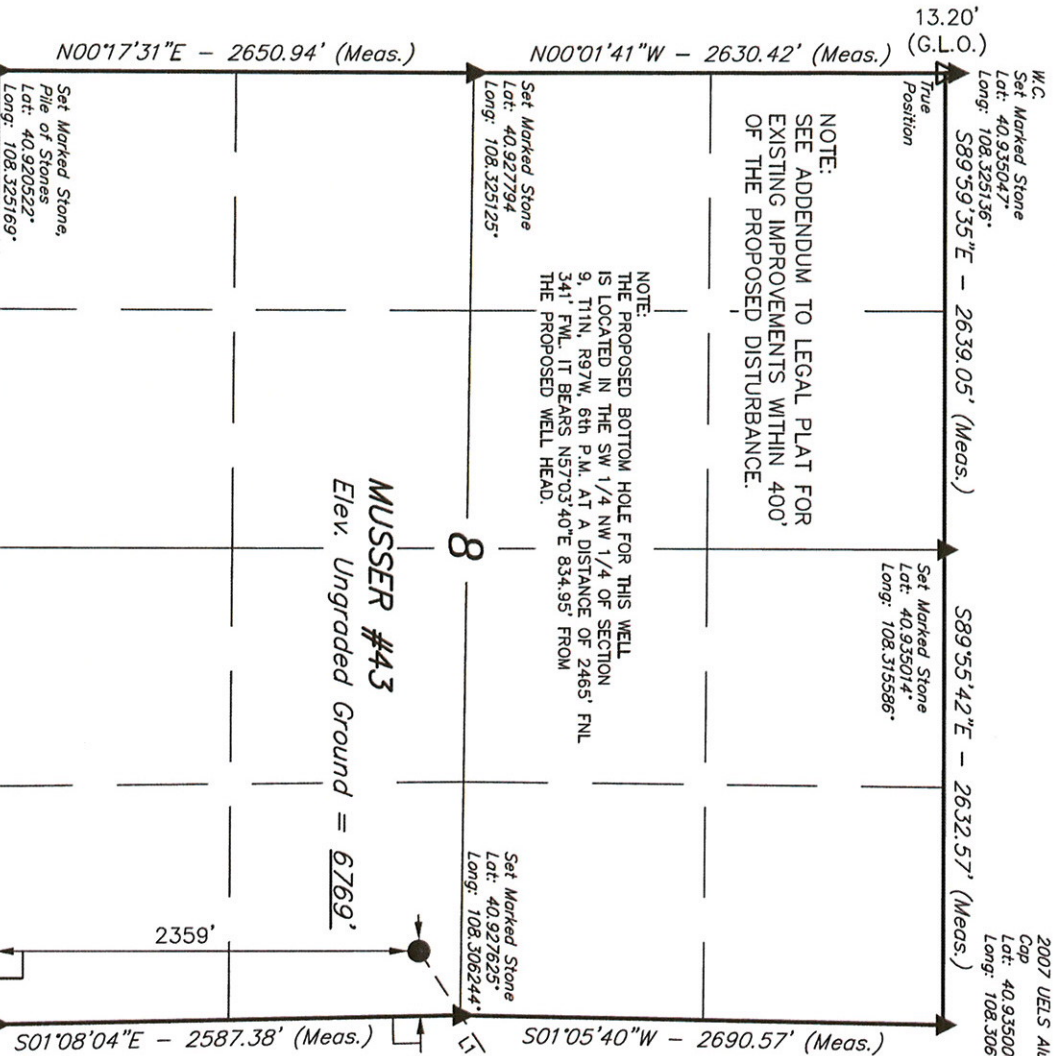 13.20'
(G.L.O.)
N00°17'31"E - 2650.94' (Meas.)
N00°01'41"W - 2630.42' (Meas.)
W.C.
Set Marked Stone
Lat: 40.935047°
Long: 108.325136°
S89°59'35"E - 2639.05' (Meas.)
S89°55'42"E - 2632.57' (Meas.)
2007 UELS
Cap
Lat: 40.93500
Long: 108.306
True
Position
Set Marked Stone
Lat: 40.935014°
Long: 108.315586°
NOTE:
SEE ADDENDUM TO LEGAL PLAT FOR
EXISTING IMPROVEMENTS WITHIN 400'
OF THE PROPOSED DISTURBANCE.
NOTE:
THE PROPOSED BOTTOM HOLE FOR THIS WELL
IS LOCATED IN THE SW 1/4 NW 1/4 OF SECTION
9, T11N, R97W, 6th P.M. AT A DISTANCE OF 2465' FNL
341' FWL. IT BEARS N57°03'40"E 834.95' FROM
THE PROPOSED WELL HEAD.
Set Marked Stone
Lat: 40.927794
Long: 108.325125°
8
Set Marked Stone
Lat: 40.927625°
Long: 108.306244°
MUSSER #43
Elev. Ungraded Ground = 6769'
L1
Set Marked Stone,
Pile of Stones
Lat: 40.920522°
Long: 108.325169°
2359'
S01°08'04"E - 2587.38' (Meas.)
S01°05'40"W - 2690.57' (Meas.)